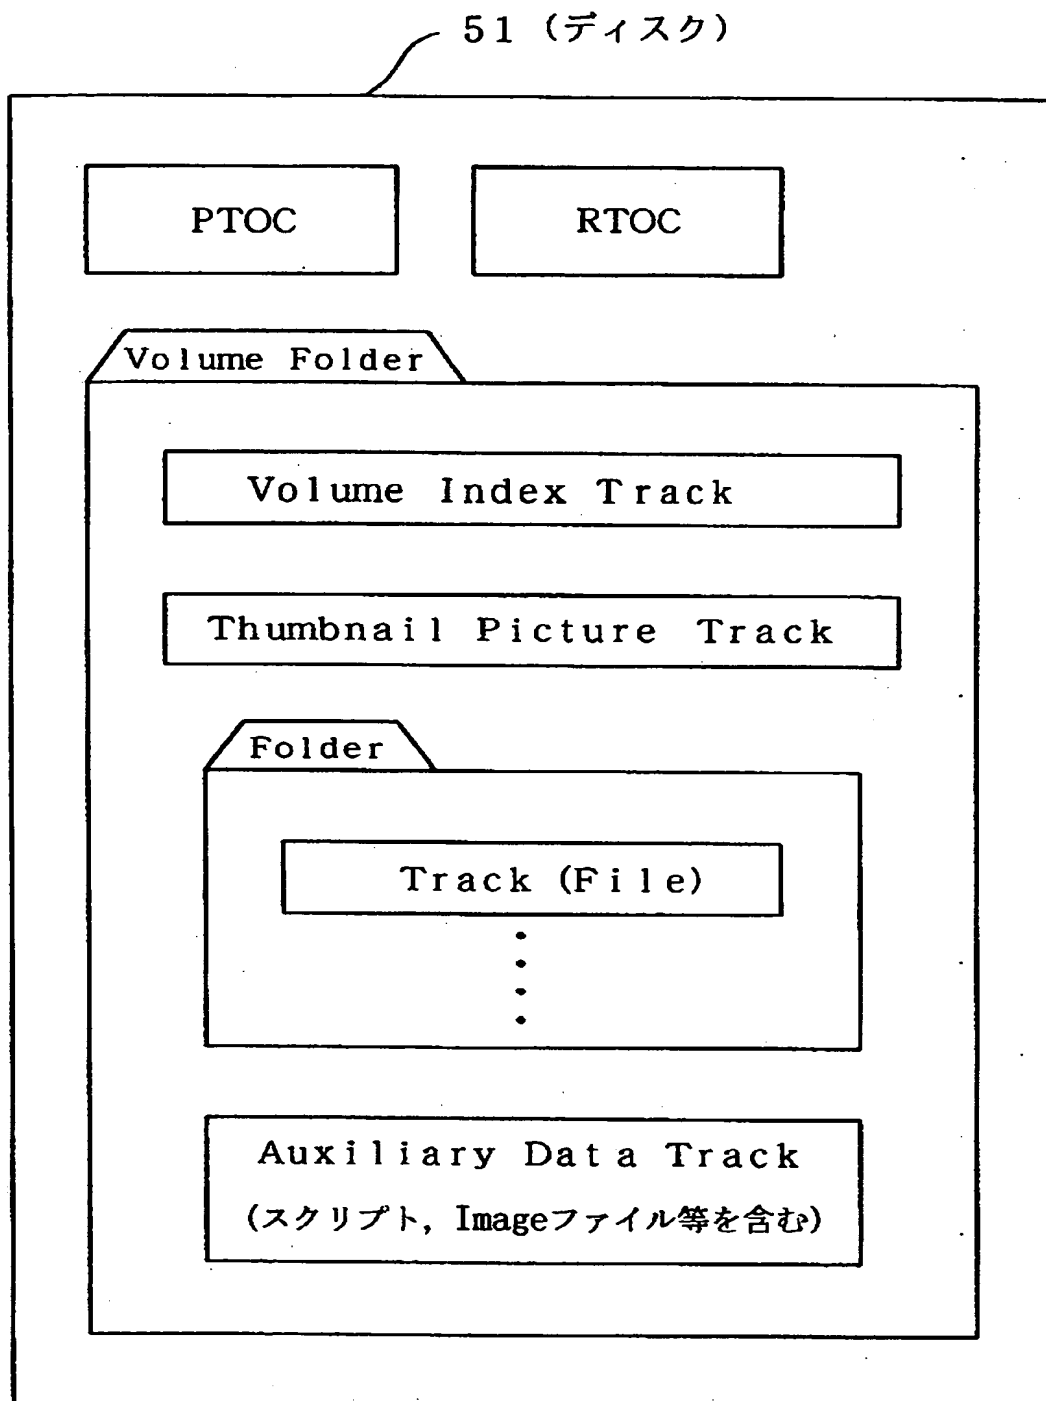 51 (ディスク)
PTOC
RTOC
Volume Folder
Volume Index Track
Thumbnail Picture Track
Folder
Track (File)
Auxiliary Data Track
(スクリプト, Imageファイル等を含む)